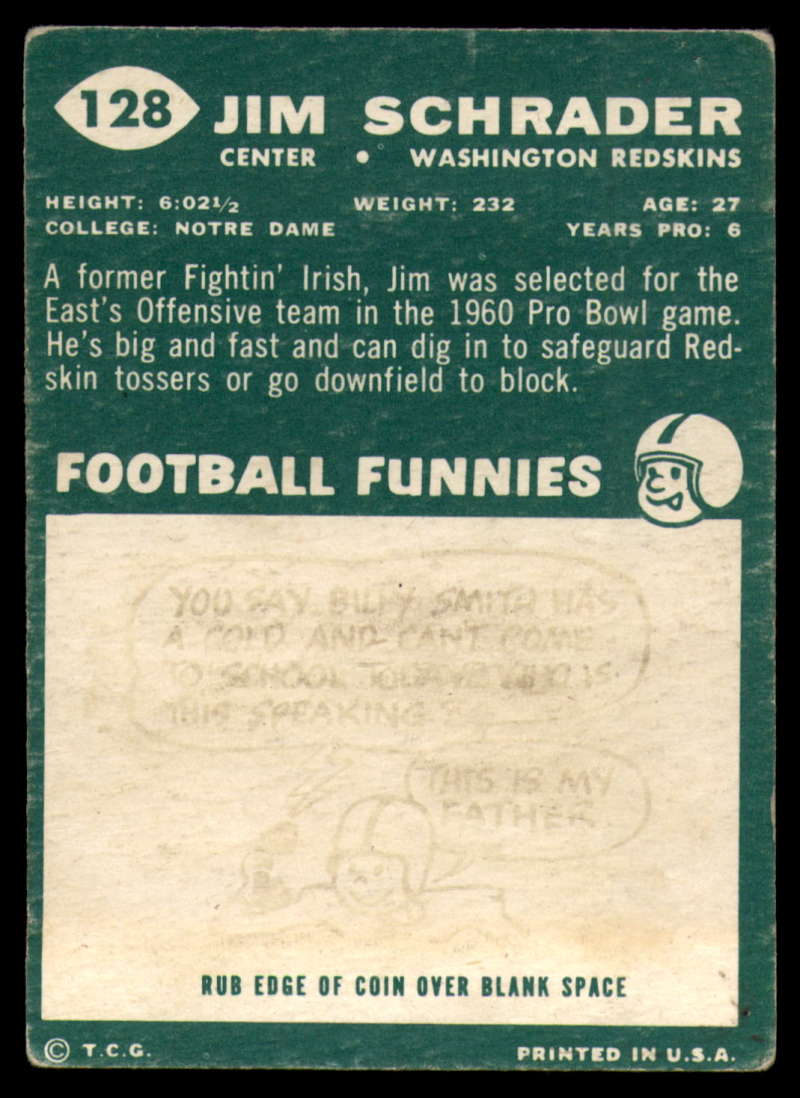 128 JIM SCHRADER
CENTER • WASHINGTON REDSKINS
HEIGHT: 6:02½ WEIGHT: 232 AGE: 27
COLLEGE: NOTRE DAME YEARS PRO: 6
A former Fightin' Irish, Jim was selected for the
East's Offensive team in the 1960 Pro Bowl game.
He's big and fast and can dig in to safeguard Red-
skin tossers or go downfield to block.
FOOTBALL FUNNIES
YOU SAY BILLY SMITH HAS
A COLD AND CAN'T COME
TO SCHOOL TODAY? WHO IS
THIS SPEAKING?
THIS IS MY
FATHER
RUB EDGE OF COIN OVER BLANK SPACE
© T.C.G. PRINTED IN U.S.A.